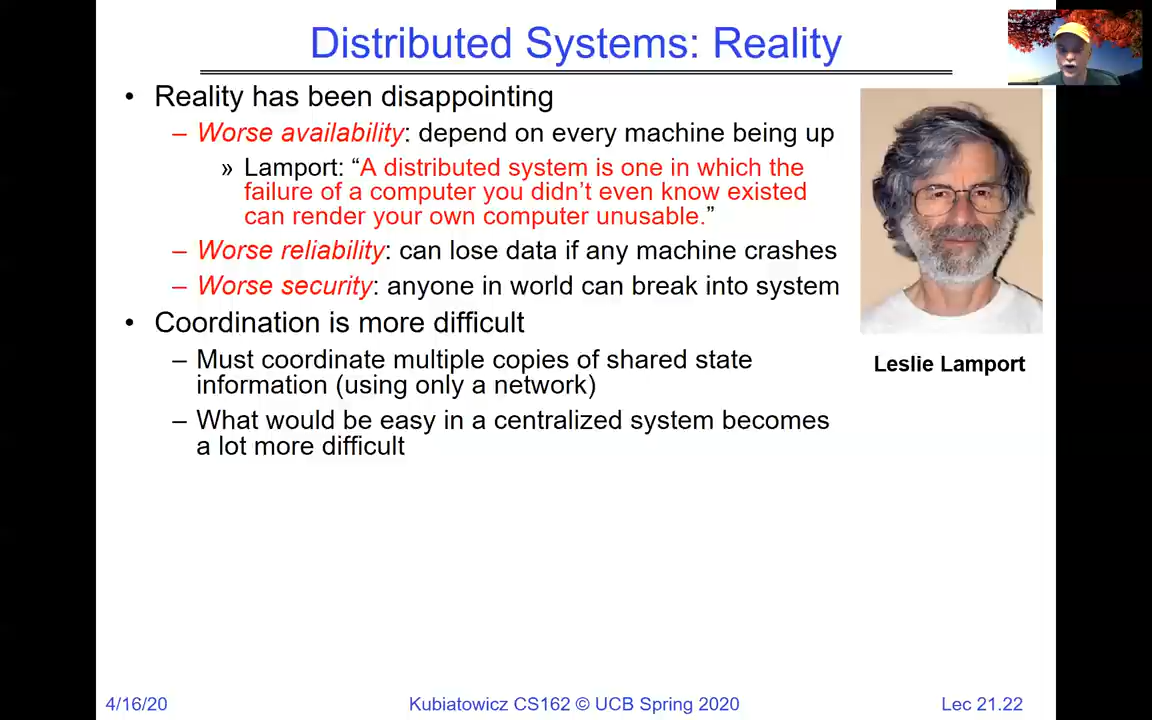 Distributed Systems: Reality
• Reality has been disappointing
– Worse availability: depend on every machine being up
» Lamport: “A distributed system is one in which the
failure of a computer you didn’t even know existed
can render your own computer unusable.”
– Worse reliability: can lose data if any machine crashes
– Worse security: anyone in world can break into system
• Coordination is more difficult
– Must coordinate multiple copies of shared state
information (using only a network)
– What would be easy in a centralized system becomes
a lot more difficult
Leslie Lamport
4/16/20
Kubiatowicz CS162 © UCB Spring 2020
Lec 21.22